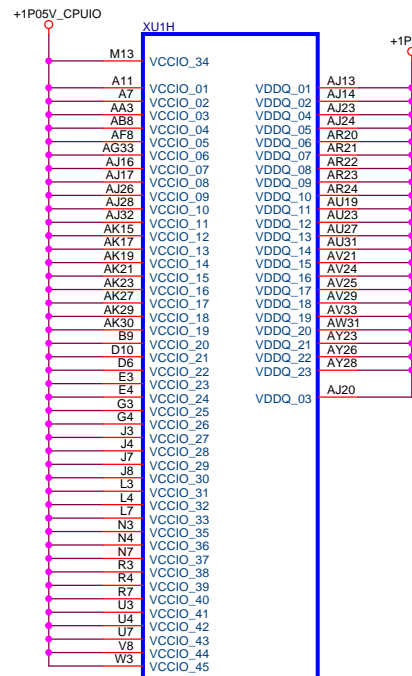 +1P05V_CPUIO
XU1H
+1P
M13 VCCIO_34
A11 VCCIO_01 VDDQ_01 AJ13
A7 VCCIO_02 VDDQ_02 AJ14
AA3 VCCIO_03 VDDQ_04 AJ23
AB8 VCCIO_04 VDDQ_05 AJ24
AF8 VCCIO_05 VDDQ_06 AR20
AG33 VCCIO_06 VDDQ_07 AR21
AJ16 VCCIO_07 VDDQ_08 AR22
AJ17 VCCIO_08 VDDQ_09 AR23
AJ26 VCCIO_09 VDDQ_10 AR24
AJ28 VCCIO_10 VDDQ_11 AU19
AJ32 VCCIO_11 VDDQ_12 AU23
AK15 VCCIO_12 VDDQ_13 AU27
AK17 VCCIO_13 VDDQ_14 AU31
AK19 VCCIO_14 VDDQ_15 AV21
AK21 VCCIO_15 VDDQ_16 AV24
AK23 VCCIO_16 VDDQ_17 AV25
AK27 VCCIO_17 VDDQ_18 AV29
AK29 VCCIO_18 VDDQ_19 AV33
AK30 VCCIO_19 VDDQ_20 AW31
B9 VCCIO_20 VDDQ_21 AY23
D10 VCCIO_21 VDDQ_22 AY26
D6 VCCIO_22 VDDQ_23 AY28
E3 VCCIO_23
E4 VCCIO_24 VDDQ_03 AJ20
G3 VCCIO_25
G4 VCCIO_26
J3 VCCIO_27
J4 VCCIO_28
J7 VCCIO_29
J8 VCCIO_30
L3 VCCIO_31
L4 VCCIO_32
L7 VCCIO_33
N3 VCCIO_35
N4 VCCIO_36
N7 VCCIO_37
R3 VCCIO_38
R4 VCCIO_39
R7 VCCIO_40
U3 VCCIO_41
U4 VCCIO_42
U7 VCCIO_43
V8 VCCIO_44
W3 VCCIO_45